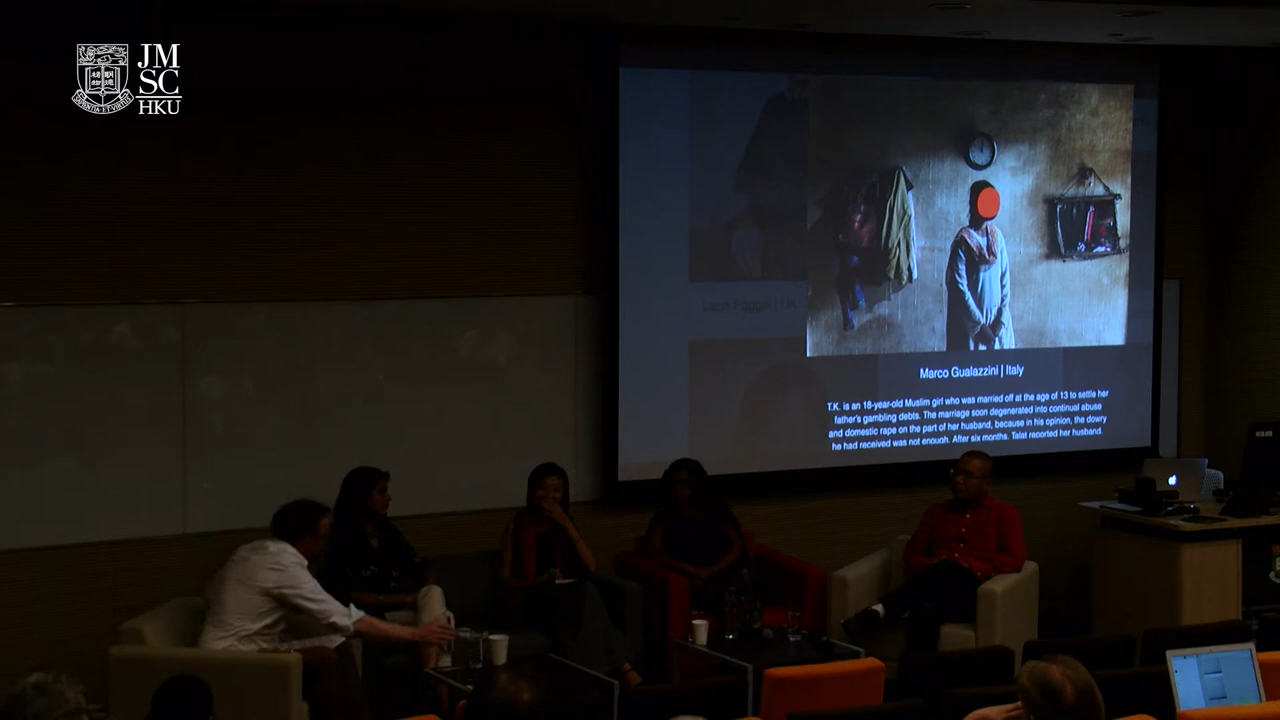 JM
SC
HKU
SAPIENTIA ET VIRTUS
Marco Gualazzini | Italy
T.K. is an 18-year-old Muslim girl who was married off at the age of 13 to settle her
father's gambling debts. The marriage soon degenerated into continual abuse
and domestic rape on the part of her husband, because in his opinion, the dowry
he had received was not enough. After six months, Talat reported her husband.